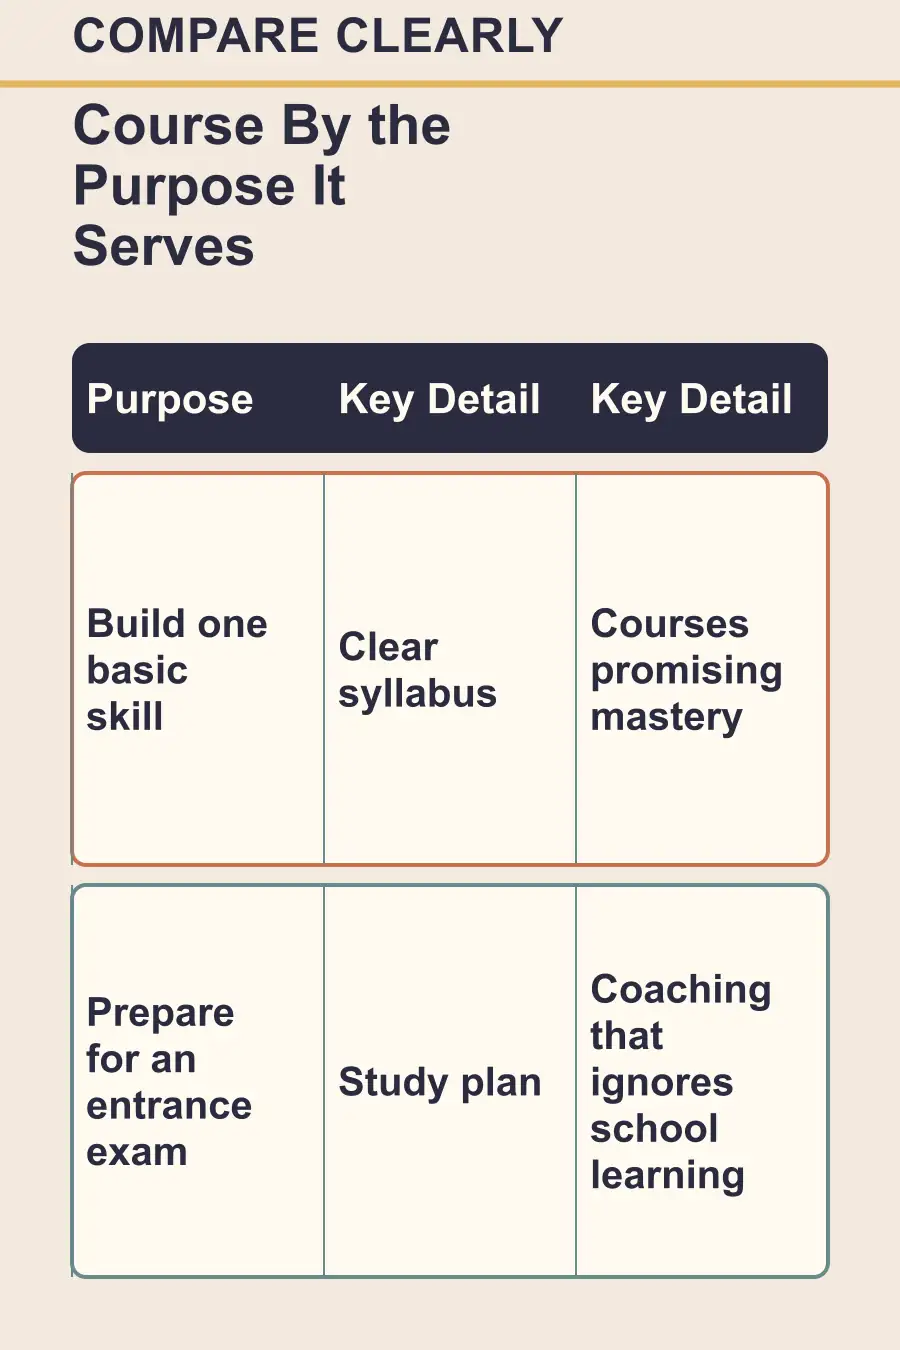 COMPARE CLEARLY
Course By the
Purpose It
Serves
Purpose
Key Detail
Key Detail
Build one
basic
skill
Clear
syllabus
Courses
promising
mastery
Prepare
for an
entrance
exam
Study plan
Coaching
that
ignores
school
learning